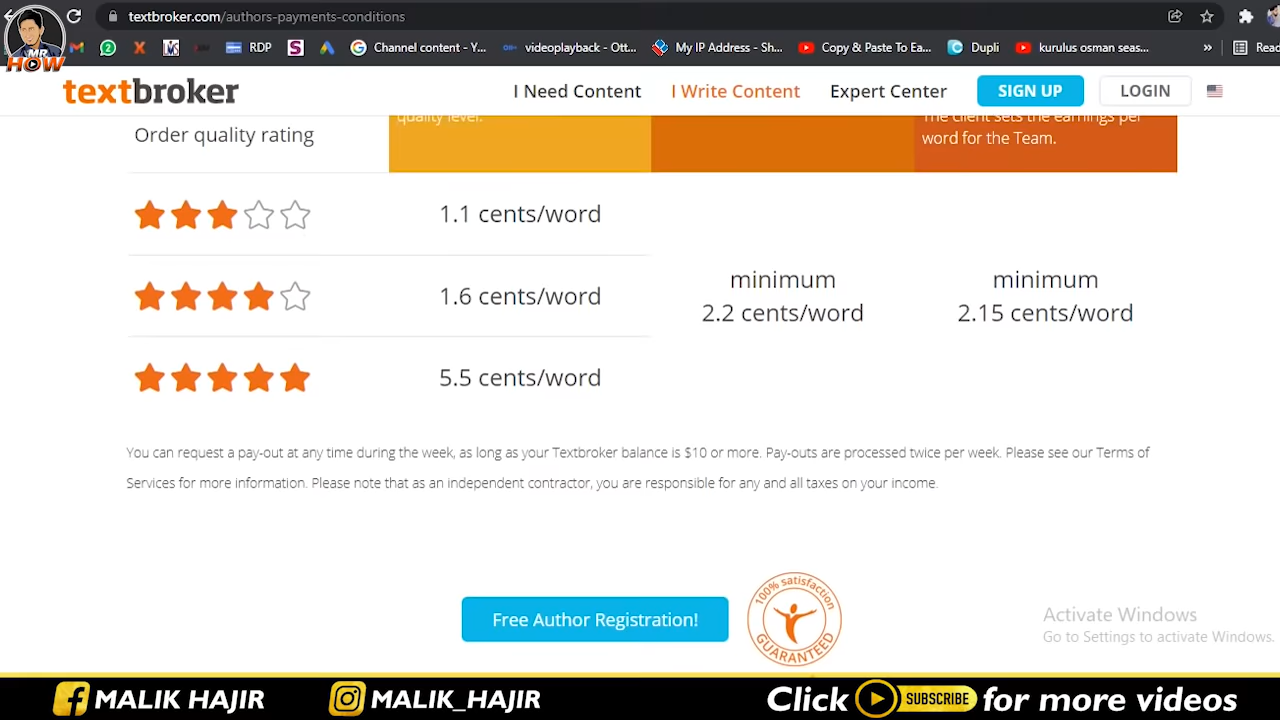 textbroker.com/authors-payments-conditions
MR
HOW
RDP
Channel content - Y...
videoplayback - Ott...
My IP Address - Sh...
Copy & Paste To Ea...
Dupli
kurulus osman seas...
»
Read
textbroker
I Need Content
I Write Content
Expert Center
SIGN UP
LOGIN
quality level.
The client sets the earnings per
word for the Team.
Order quality rating
1.1 cents/word
1.6 cents/word
5.5 cents/word
minimum
2.2 cents/word
minimum
2.15 cents/word
You can request a pay-out at any time during the week, as long as your Textbroker balance is $10 or more. Pay-outs are processed twice per week. Please see our Terms of
Services for more information. Please note that as an independent contractor, you are responsible for any and all taxes on your income.
Free Author Registration!
100% satisfaction
GUARANTEED
Activate Windows
Go to Settings to activate Windows.
MALIK HAJIR
MALIK_HAJIR
Click SUBSCRIBE for more videos